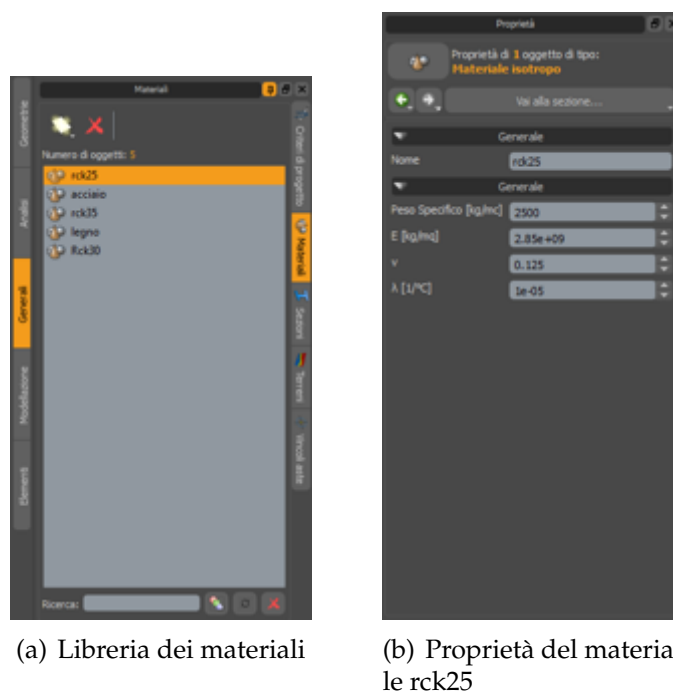 Materiali
Numero di oggetti: 5
rck25
acciaio
rck35
legno
Rck30
Ricerca:
Geometrie
Analisi
Generali
Modellazione
Elementi
Criteri di progetto
Materiali
Sezioni
Terreni
Vincoli aste
(a) Libreria dei materiali
Proprietà
Proprietà di 1 oggetto di tipo:
Materiale isotropo
Vai alla sezione...
Generale
Nome rck25
Generale
Peso Specifico [kg/mc] 2500
E [kg/mq] 2.85e+09
ν 0.125
λ [1/°C] 1e-05
(b) Proprietà del materia
le rck25